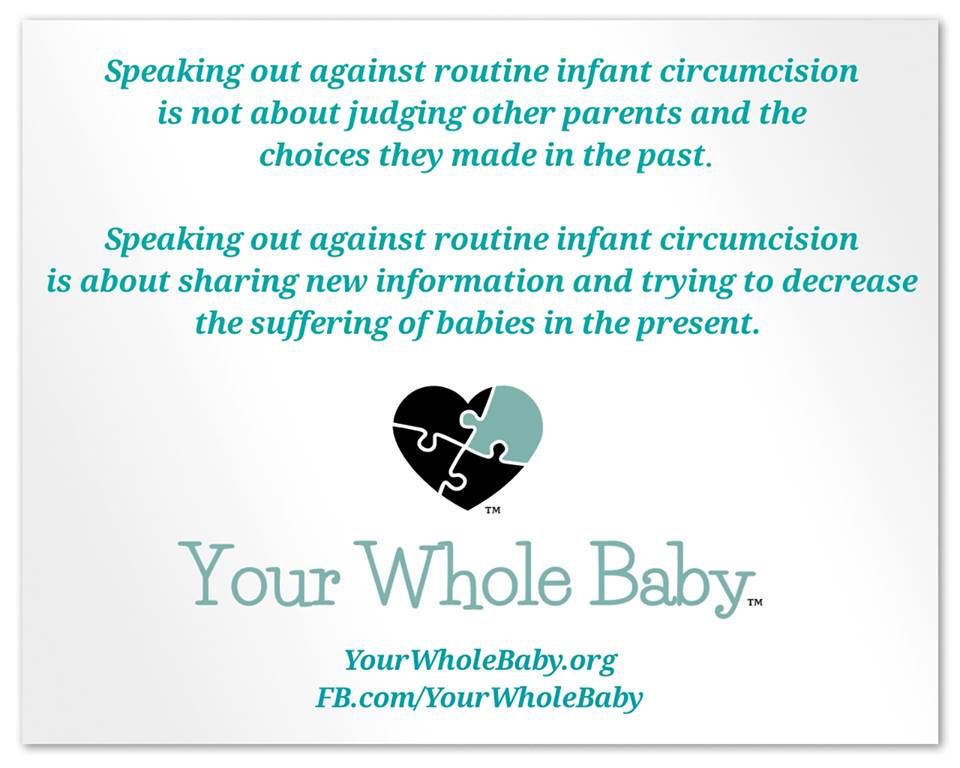 Speaking out against routine infant circumcision
is not about judging other parents and the
choices they made in the past.
Speaking out against routine infant circumcision
is about sharing new information and trying to decrease
the suffering of babies in the present.
TM
Your Whole Baby TM
YourWholeBaby.org
FB.com/YourWholeBaby